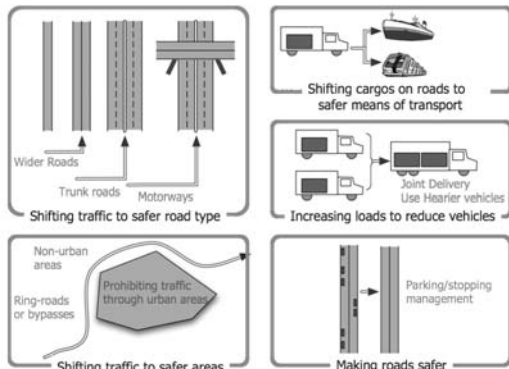 Wider Roads
Trunk roads
Motorways
Shifting traffic to safer road type
Shifting cargos on roads to
safer means of transport
Joint Delivery
Use Hearier vehicles
Increasing loads to reduce vehicles
Non-urban
areas
Prohibiting traffic
through urban areas
Ring-roads
or bypasses
Shifting traffic to safer areas
Parking/stopping
management
Making roads safer